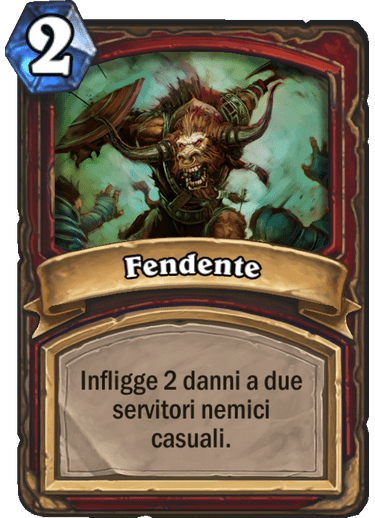 2
Fendente
Infligge 2 danni a due
servitori nemici
casuali.